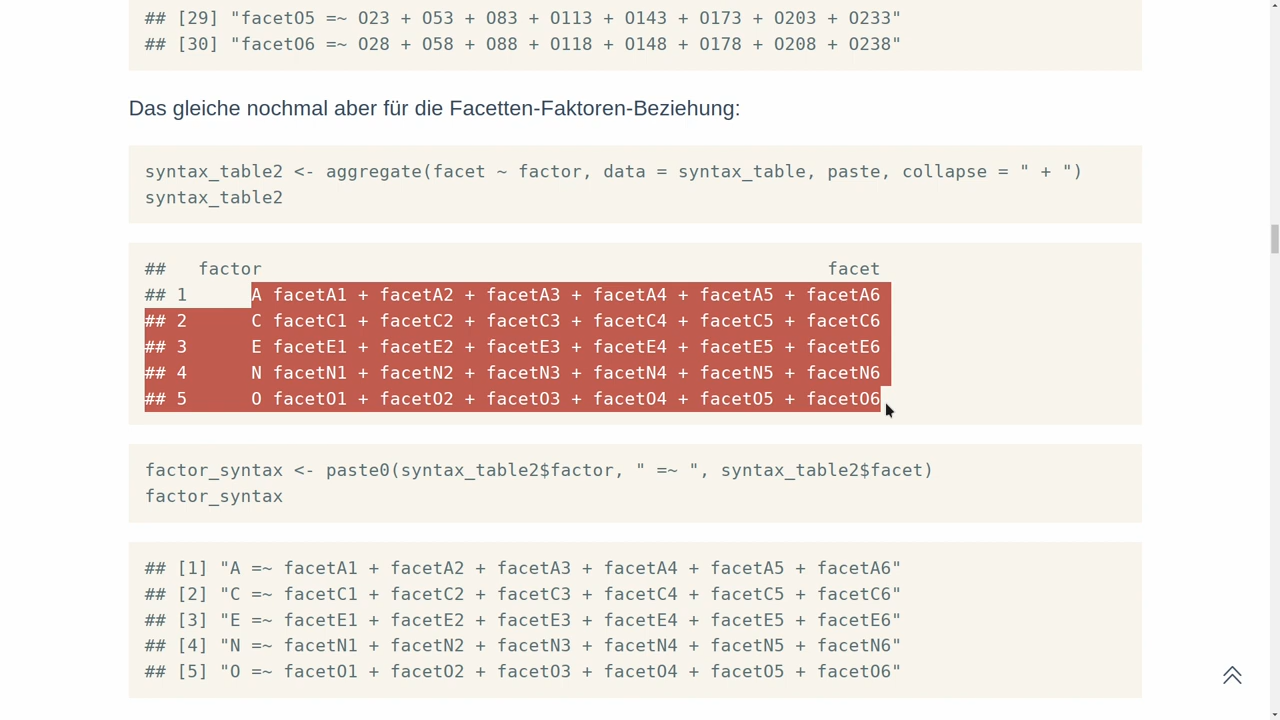 ## [29] "facetO5 =~ O23 + O53 + O83 + O113 + O143 + O173 + O203 + O233"
## [30] "facetO6 =~ O28 + O58 + O88 + O118 + O148 + O178 + O208 + O238"
Das gleiche nochmal aber für die Facetten-Faktoren-Beziehung:
syntax_table2 <- aggregate(facet ~ factor, data = syntax_table, paste, collapse = " + ")
syntax_table2
##   factor                                                     facet
## 1      A facetA1 + facetA2 + facetA3 + facetA4 + facetA5 + facetA6
## 2      C facetC1 + facetC2 + facetC3 + facetC4 + facetC5 + facetC6
## 3      E facetE1 + facetE2 + facetE3 + facetE4 + facetE5 + facetE6
## 4      N facetN1 + facetN2 + facetN3 + facetN4 + facetN5 + facetN6
## 5      O facetO1 + facetO2 + facetO3 + facetO4 + facetO5 + facetO6
factor_syntax <- paste0(syntax_table2$factor, " =~ ", syntax_table2$facet)
factor_syntax
## [1] "A =~ facetA1 + facetA2 + facetA3 + facetA4 + facetA5 + facetA6"
## [2] "C =~ facetC1 + facetC2 + facetC3 + facetC4 + facetC5 + facetC6"
## [3] "E =~ facetE1 + facetE2 + facetE3 + facetE4 + facetE5 + facetE6"
## [4] "N =~ facetN1 + facetN2 + facetN3 + facetN4 + facetN5 + facetN6"
## [5] "O =~ facetO1 + facetO2 + facetO3 + facetO4 + facetO5 + facetO6"